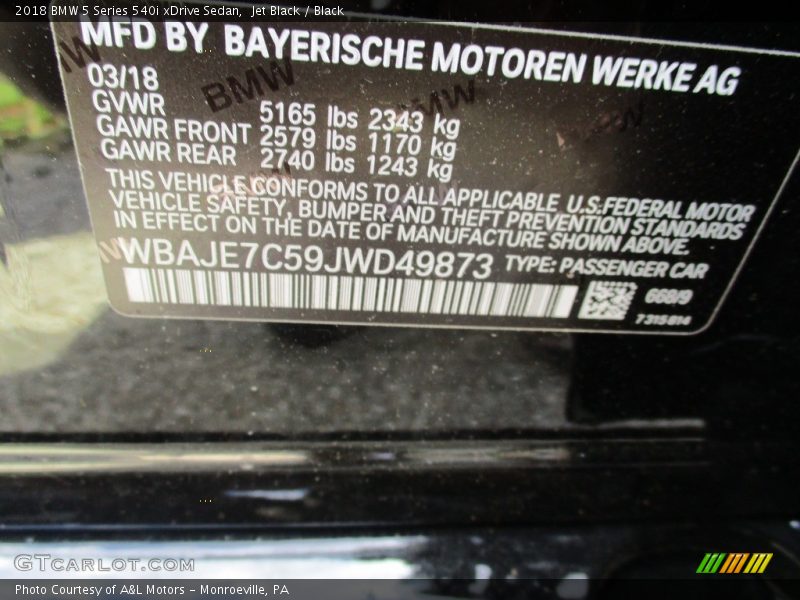 2018 BMW 5 Series 540i xDrive Sedan, Jet Black / Black
MFD BY BAYERISCHE MOTOREN WERKE AG
03/18
GVWR 5165 lbs 2343 kg
GAWR FRONT 2579 lbs 1170 kg
GAWR REAR 2740 lbs 1243 kg
THIS VEHICLE CONFORMS TO ALL APPLICABLE U.S.FEDERAL MOTOR
VEHICLE SAFETY, BUMPER AND THEFT PREVENTION STANDARDS
IN EFFECT ON THE DATE OF MANUFACTURE SHOWN ABOVE.
WBAJE7C59JWD49873 TYPE: PASSENGER CAR
668/9
7315814
BMW
GTCARLOT.COM
Photo Courtesy of A&L Motors - Monroeville, PA